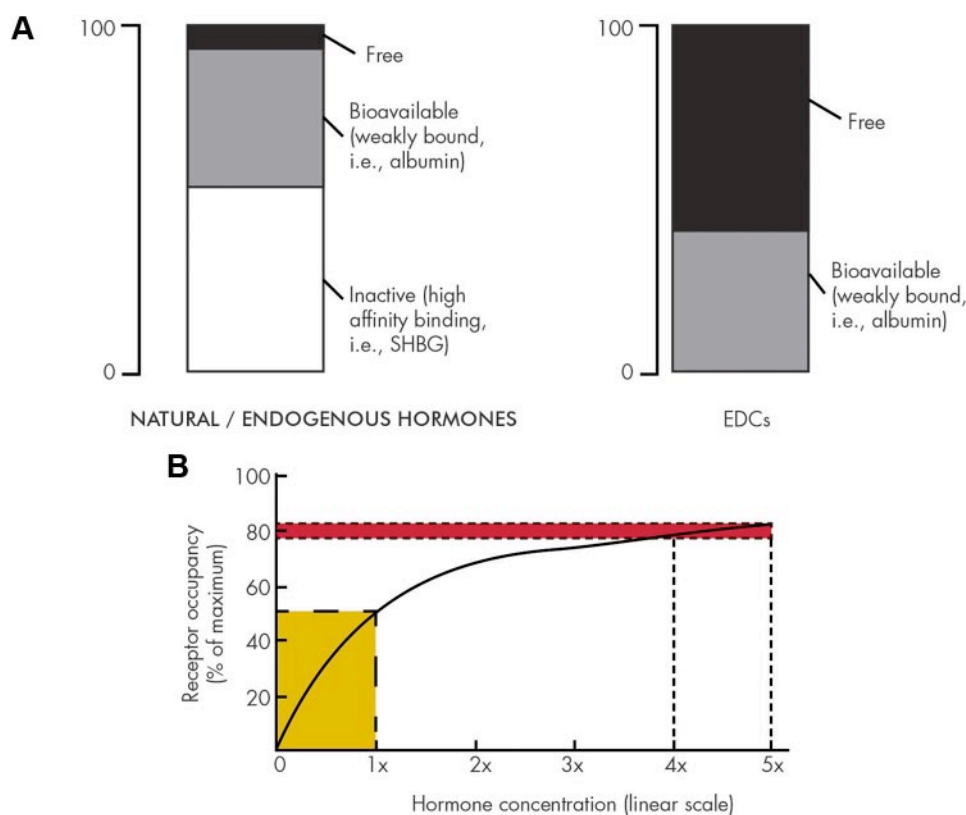 A
100
0
Free
Bioavailable
(weakly bound,
i.e., albumin)
Inactive (high
affinity binding,
i.e., SHBG)
NATURAL / ENDOGENOUS HORMONES
100
0
Free
Bioavailable
(weakly bound,
i.e., albumin)
EDCs
B
Receptor occupancy
(% of maximum)
100
80
60
40
20
0
1x
2x
3x
4x
5x
Hormone concentration (linear scale)